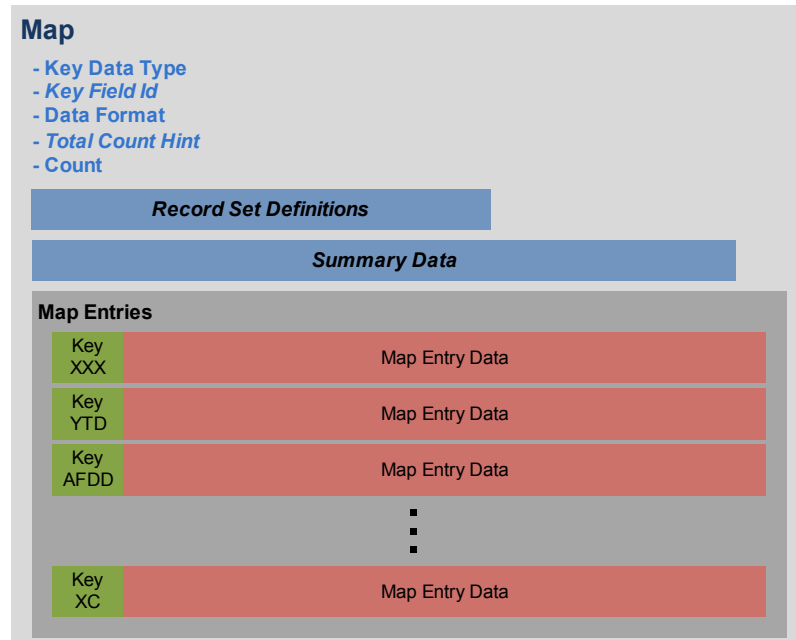 Map
- Key Data Type
- Key Field Id
- Data Format
- Total Count Hint
- Count
Record Set Definitions
Summary Data
Map Entries
Key
XXX
Map Entry Data
Key
YTD
Map Entry Data
Key
AFDD
Map Entry Data
Key
XC
Map Entry Data